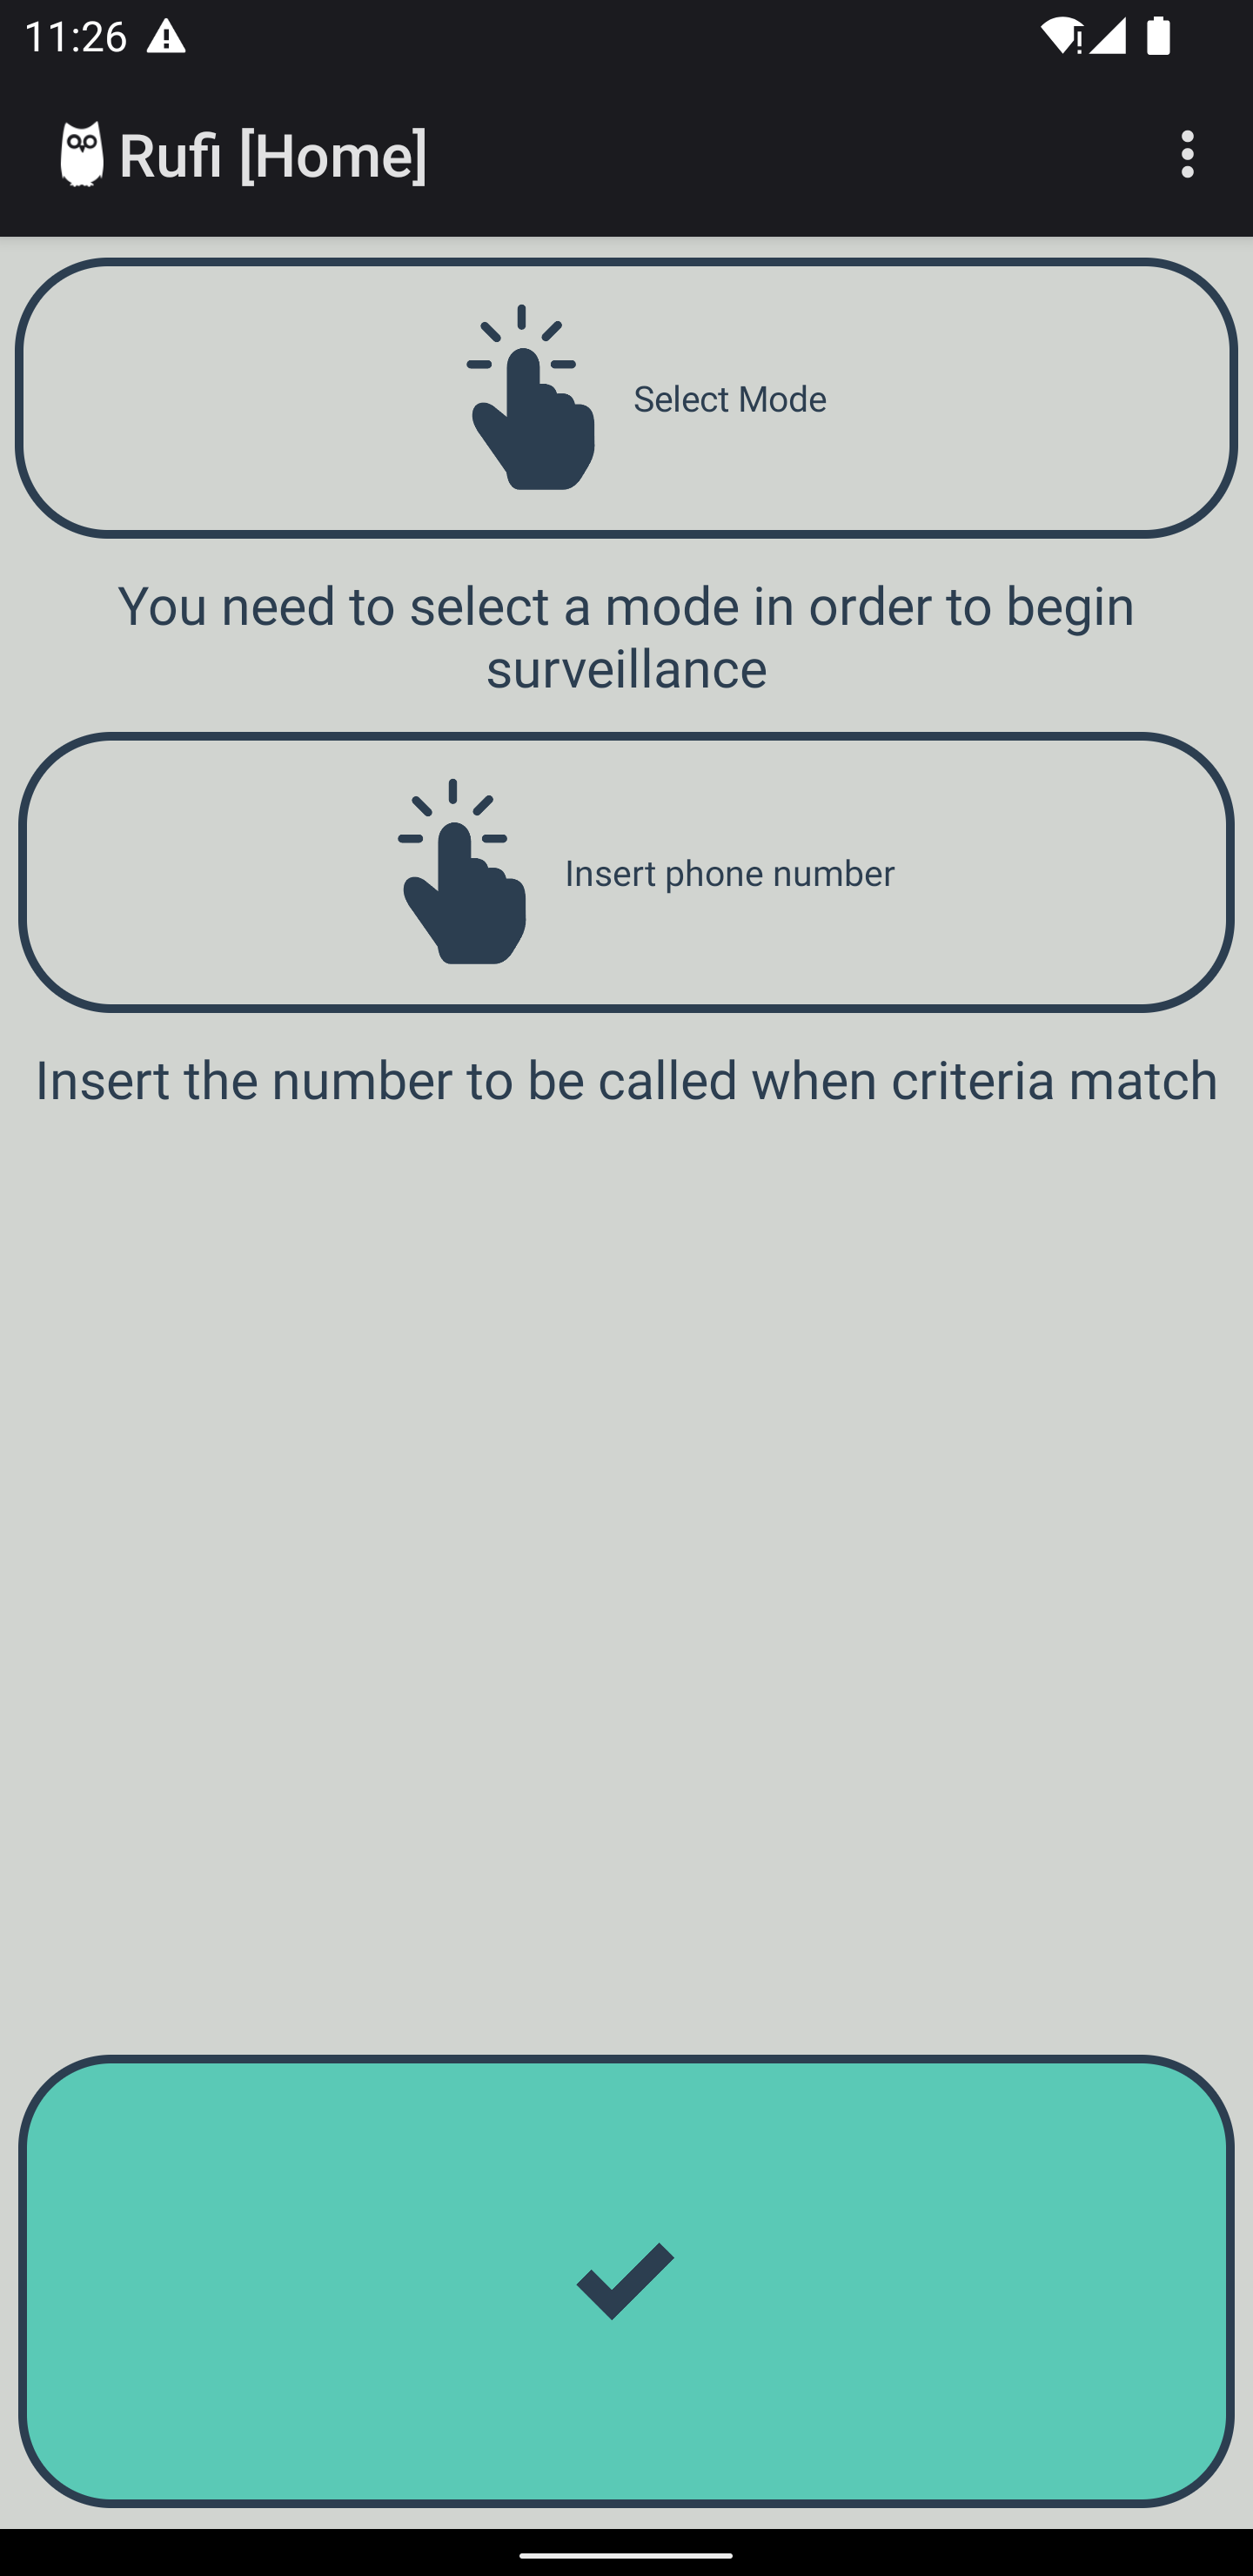 11:26
Rufi [Home]
Select Mode
You need to select a mode in order to begin
surveillance
Insert phone number
Insert the number to be called when criteria match